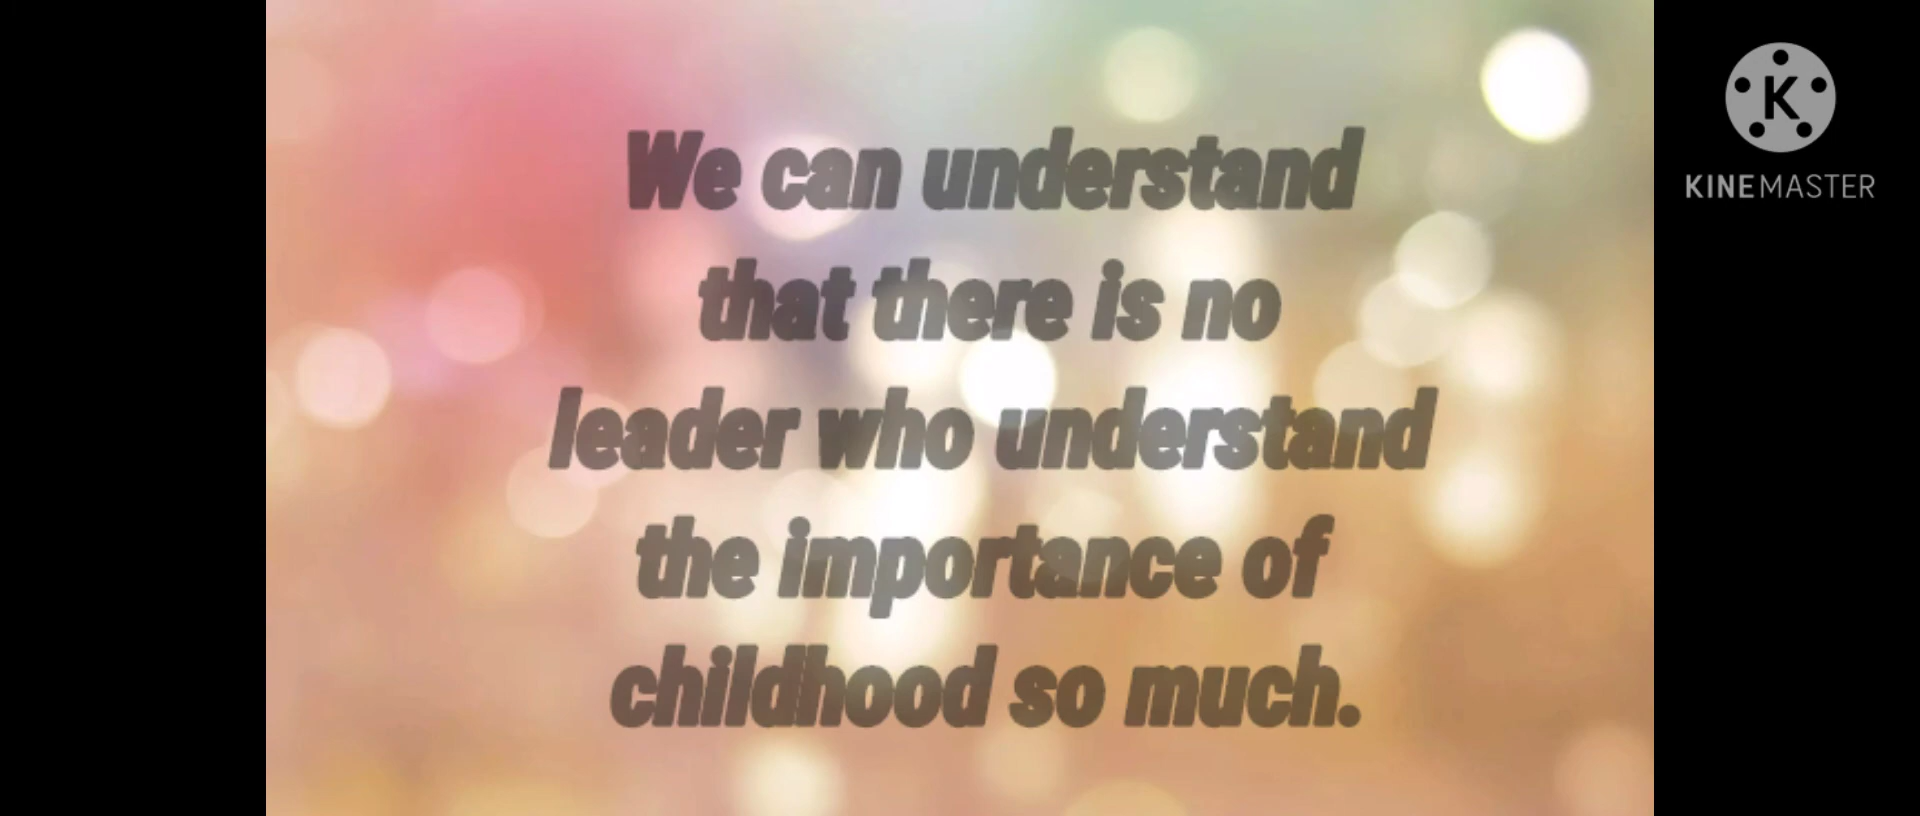 We can understand
that there is no
leader who understand
the importance of
childhood so much.
K
KINEMASTER